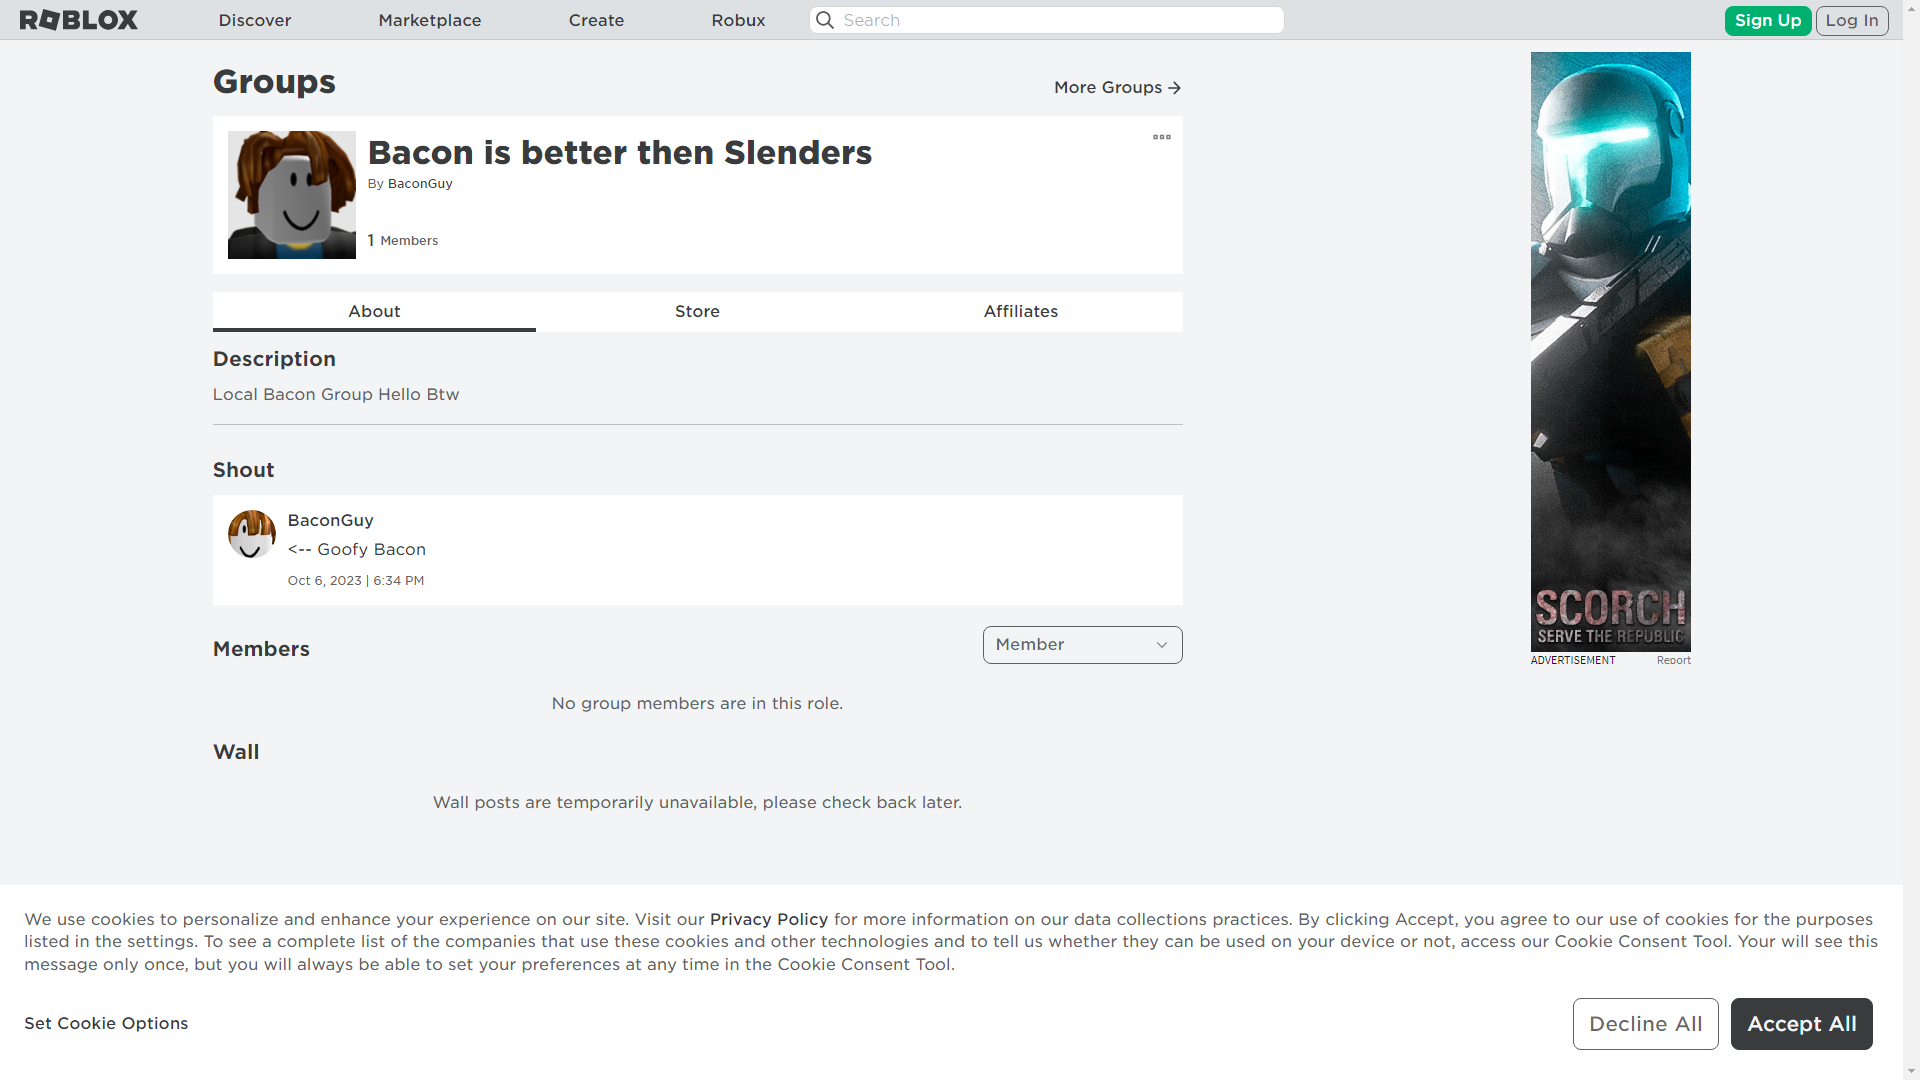 ROBLOX Discover Marketplace Create Robux Search Sign Up Log In
Groups
More Groups
Bacon is better then Slenders
By BaconGuy
1 Members
About Store Affiliates
Description
Local Bacon Group Hello Btw
Shout
BaconGuy
<-- Goofy Bacon
Oct 6, 2023 | 6:34 PM
Members
Member
No group members are in this role.
Wall
Wall posts are temporarily unavailable, please check back later.
SCORCH
SERVE THE REPUBLIC
ADVERTISEMENT Report
We use cookies to personalize and enhance your experience on our site. Visit our Privacy Policy for more information on our data collections practices. By clicking Accept, you agree to our use of cookies for the purposes
listed in the settings. To see a complete list of the companies that use these cookies and other technologies and to tell us whether they can be used on your device or not, access our Cookie Consent Tool. Your will see this
message only once, but you will always be able to set your preferences at any time in the Cookie Consent Tool.
Set Cookie Options
Decline All
Accept All